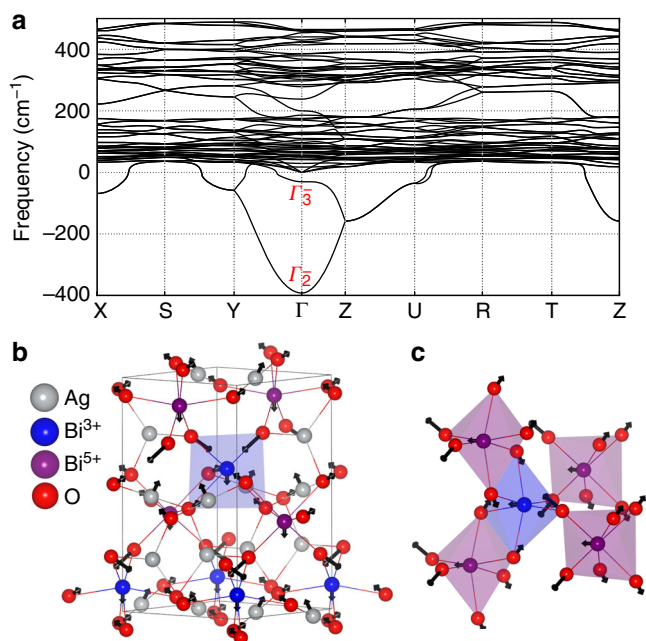 a
400
200
0
−200
−400
Frequency (cm⁻¹)
Γ₃⁻
Γ₂⁻
X S Y Γ Z U R T Z
b
c
Ag
Bi³⁺
Bi⁵⁺
O